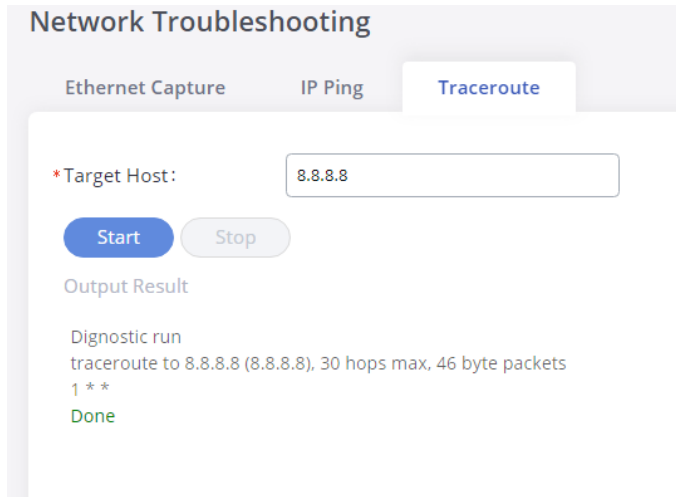 Network Troubleshooting
Ethernet Capture IP Ping Traceroute
*Target Host: 8.8.8.8
Start Stop
Output Result
Dignostic run
traceroute to 8.8.8.8 (8.8.8.8), 30 hops max, 46 byte packets
1 * *
Done